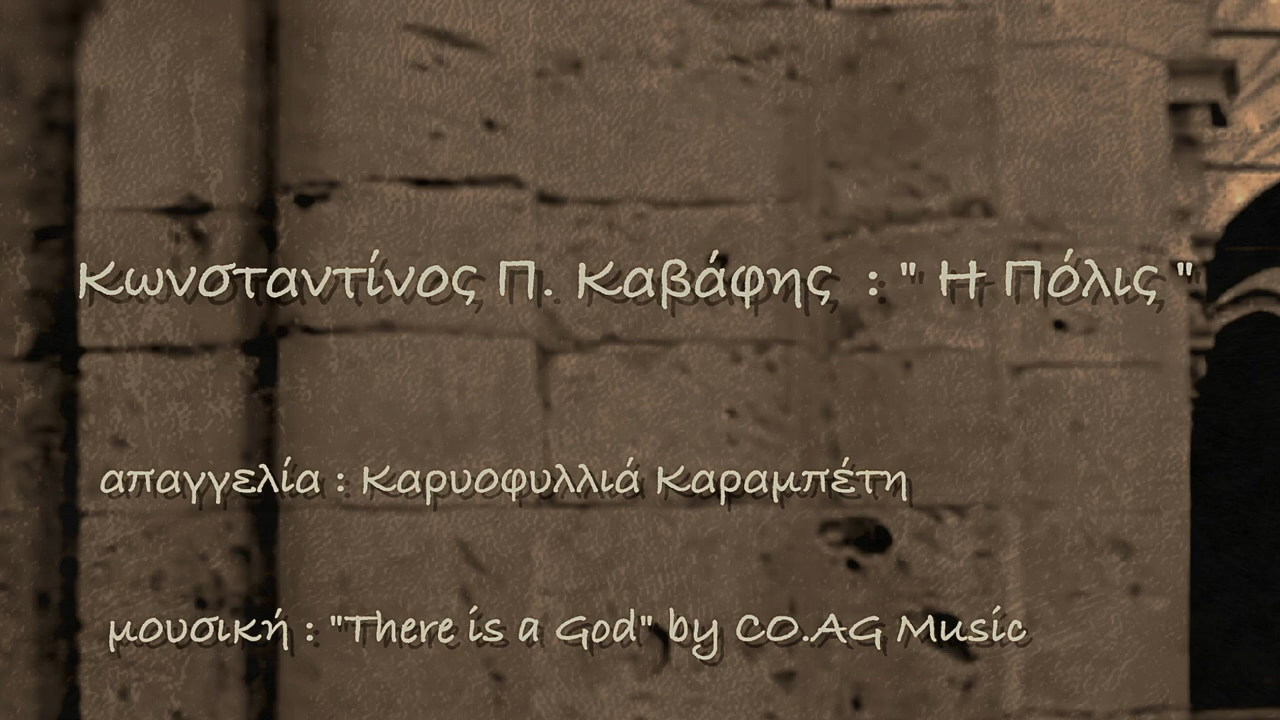 Κωνσταντίνος Π. Καβάφης : " Η Πόλις "
απαγγελία : Καρυοφυλλιά Καραμπέτη
μουσική : "There is a God" by CO.AG Music